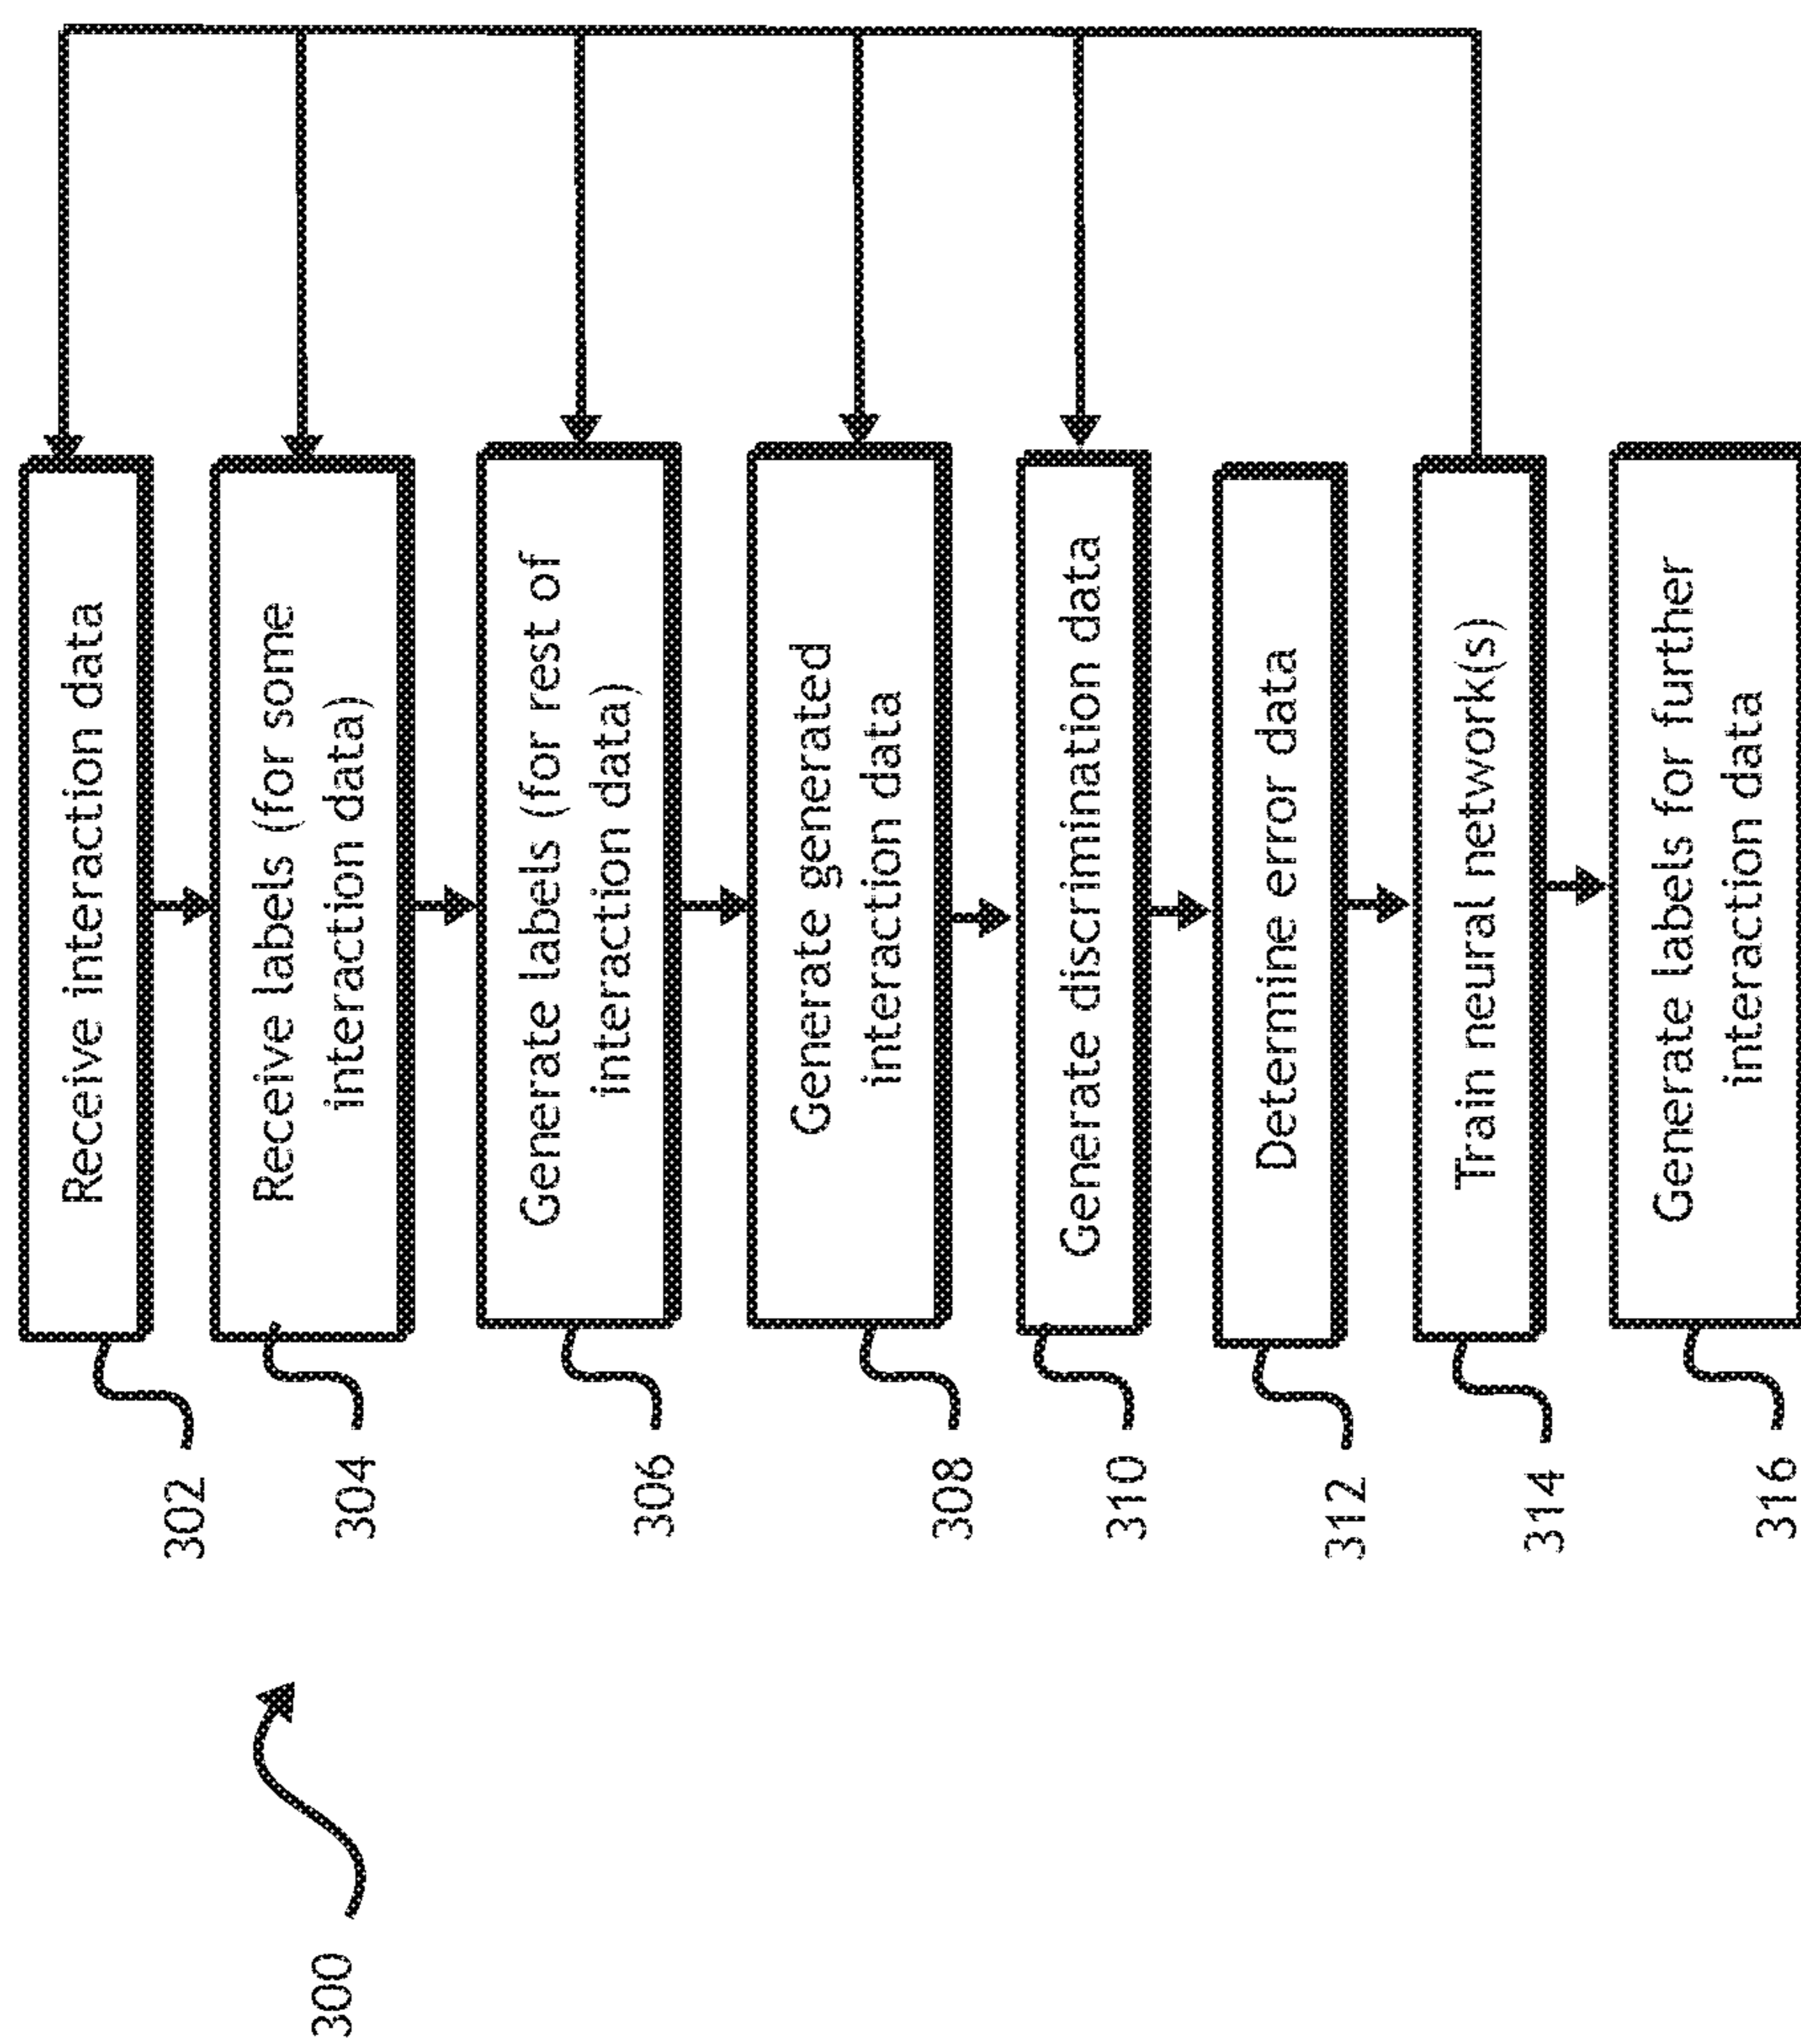 300
302
Receive interaction data
304
Receive labels (for some
interaction data)
306
Generate labels (for rest of
interaction data)
308
Generate generated
interaction data
310
Generate discrimination data
312
Determine error data
314
Train neural network(s)
316
Generate labels for further
interaction data